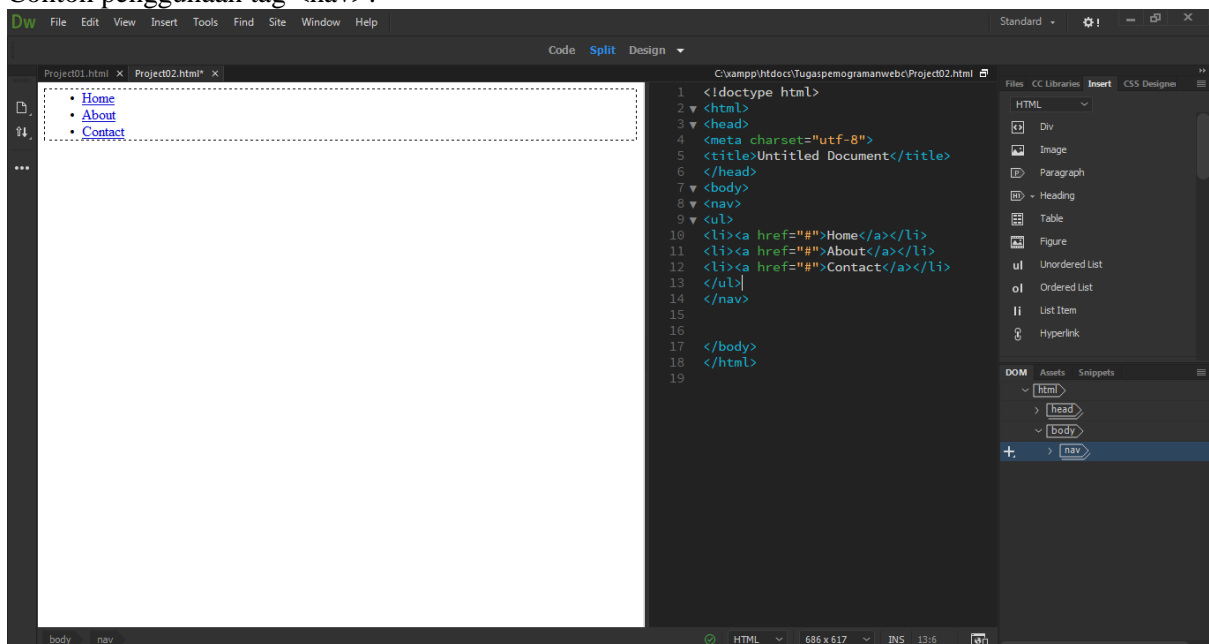 Contoh penggunaan tag <nav> :
Dw File Edit View Insert Tools Find Site Window Help Standard
Code Split Design
Project01.html × Project02.html* × C:\xampp\htdocs\Tugaspemogramanwebc\Project02.html
• Home
• About
• Contact
1 <!doctype html>
2 <html>
3 <head>
4 <meta charset="utf-8">
5 <title>Untitled Document</title>
6 </head>
7 <body>
8 <nav>
9 <ul>
10 <li><a href="#">Home</a></li>
11 <li><a href="#">About</a></li>
12 <li><a href="#">Contact</a></li>
13 </ul>
14 </nav>
15
16
17 </body>
18 </html>
19
Files CC Libraries Insert CSS Designe
HTML
Div
Image
Paragraph
H1 Heading
Table
Figure
ul Unordered List
ol Ordered List
li List Item
Hyperlink
DOM Assets Snippets
html
head
body
nav
body nav HTML 686 x 617 INS 13:6